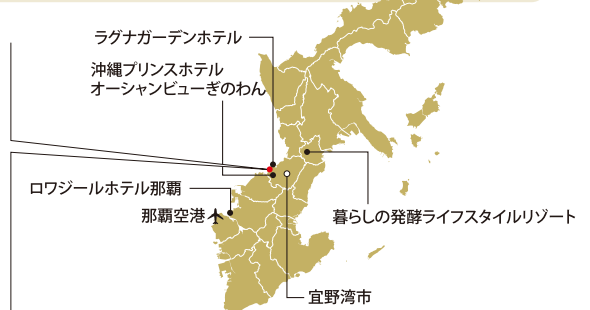 ラグナガーデンホテル
沖縄プリンスホテル
オーシャンビューぎのわん
ロワジールホテル那覇
那覇空港
暮らしの発酵ライフスタイルリゾート
宜野湾市